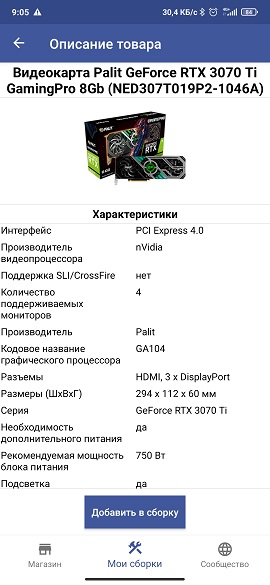 9:05 30,4 КБ/с 84
Описание товара
Видеокарта Palit GeForce RTX 3070 Ti
GamingPro 8Gb (NED307T019P2-1046A)
Характеристики
Интерфейс PCI Express 4.0
Производитель nVidia
видеопроцессора
Поддержка SLI/CrossFire нет
Количество 4
поддерживаемых
мониторов
Производитель Palit
Кодовое название GA104
графического процессора
Разъемы HDMI, 3 x DisplayPort
Размеры (ШxВxГ) 294 x 112 x 60 мм
Серия GeForce RTX 3070 Ti
Необходимость да
дополнительного питания
Рекомендуемая мощность 750 Вт
блока питания
Подсветка да
Добавить в сборку
Магазин Мои сборки Сообщество